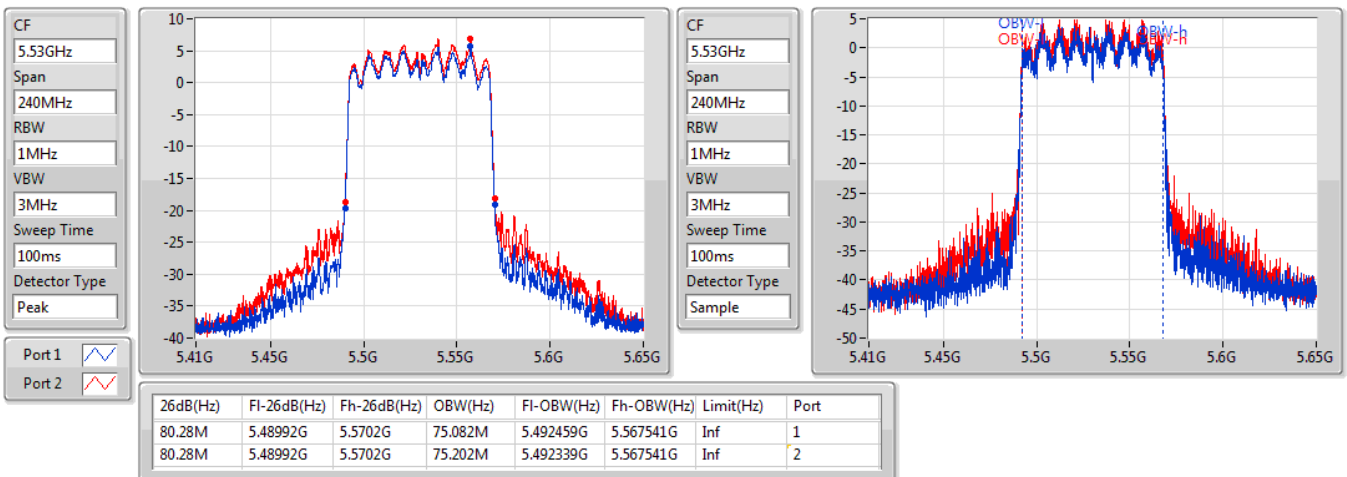 CF
5.53GHz
Span
240MHz
RBW
1MHz
VBW
3MHz
Sweep Time
100ms
Detector Type
Peak
Port 1
Port 2
10
5
0
-5
-10
-15
-20
-25
-30
-35
-40
5.41G 5.45G 5.5G 5.55G 5.6G 5.65G
CF
5.53GHz
Span
240MHz
RBW
1MHz
VBW
3MHz
Sweep Time
100ms
Detector Type
Sample
5
0
-5
-10
-15
-20
-25
-30
-35
-40
-45
-50
OBW-l OBW-h
OBW-l OBW-h
5.41G 5.45G 5.5G 5.55G 5.6G 5.65G
26dB(Hz) Fl-26dB(Hz) Fh-26dB(Hz) OBW(Hz) Fl-OBW(Hz) Fh-OBW(Hz) Limit(Hz) Port
80.28M 5.48992G 5.5702G 75.082M 5.492459G 5.567541G Inf 1
80.28M 5.48992G 5.5702G 75.202M 5.492339G 5.567541G Inf 2